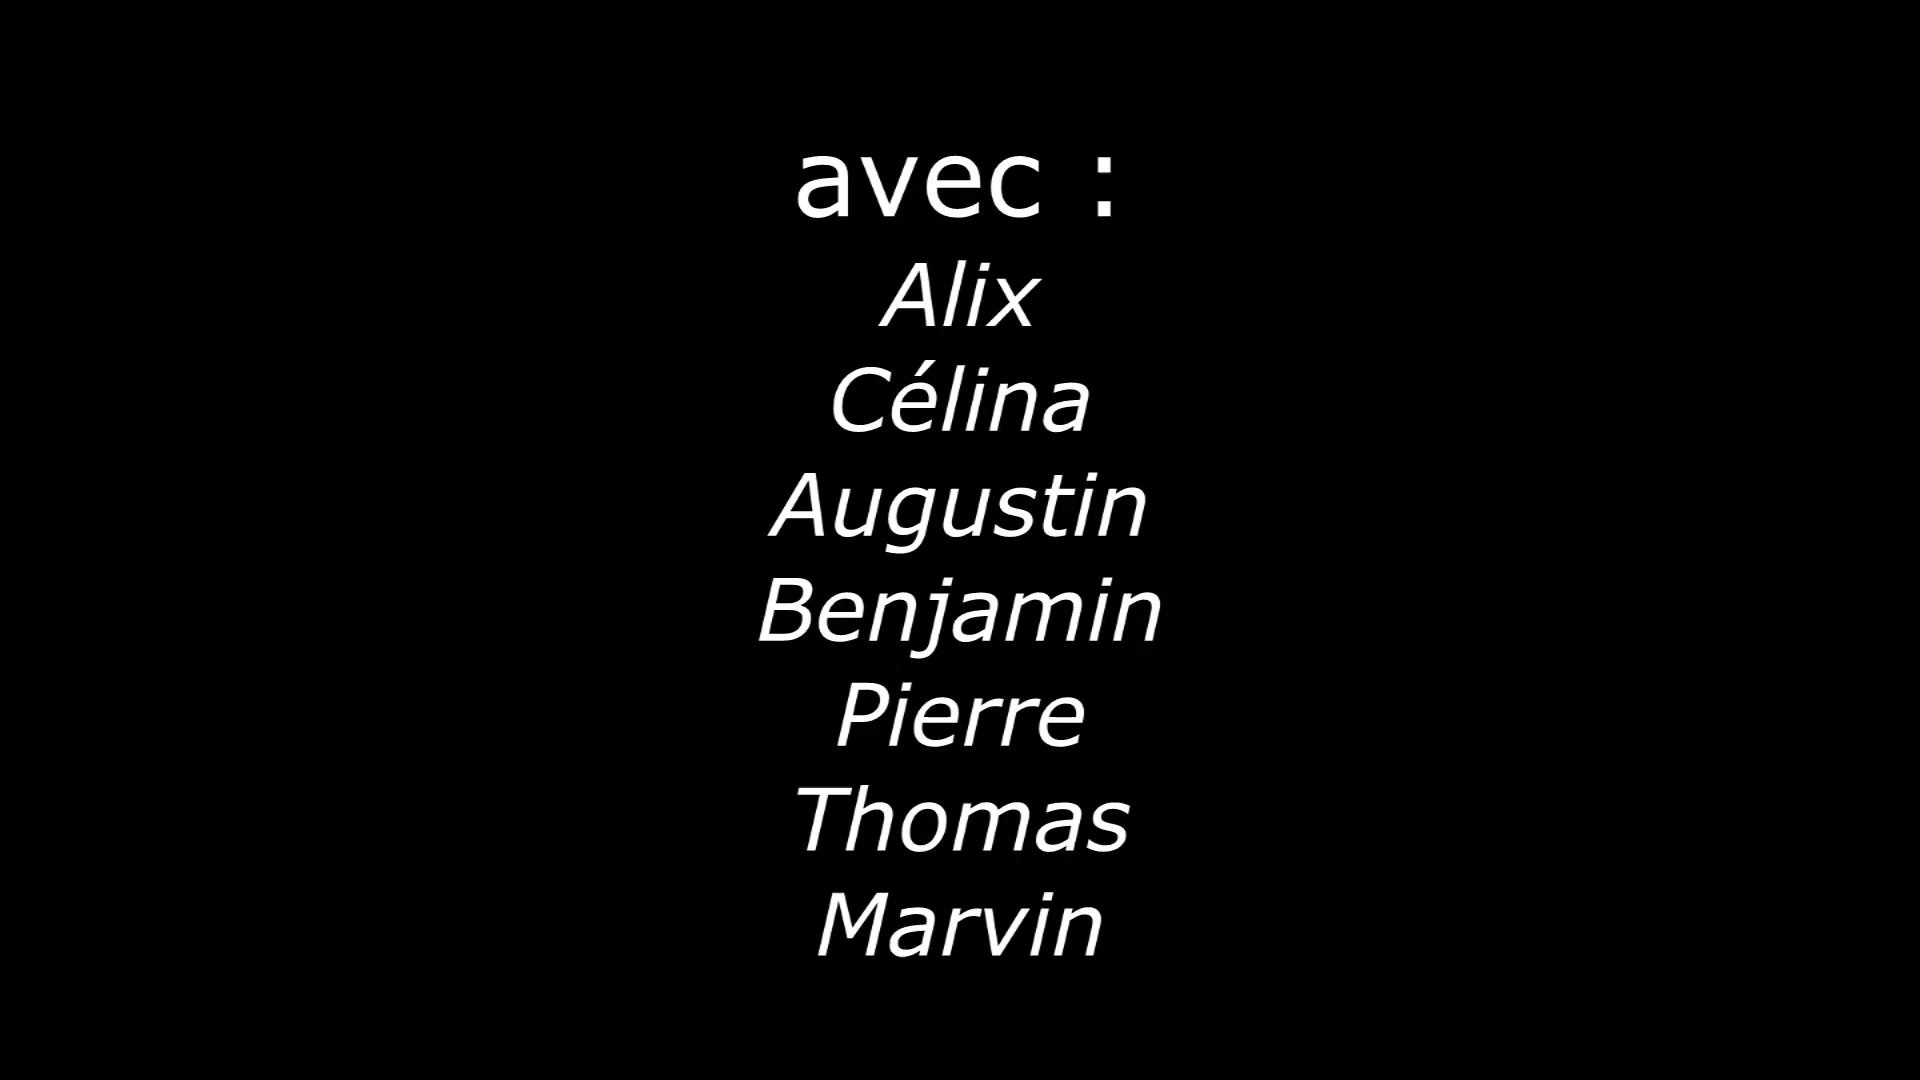 avec :
Alix
Célina
Augustin
Benjamin
Pierre
Thomas
Marvin